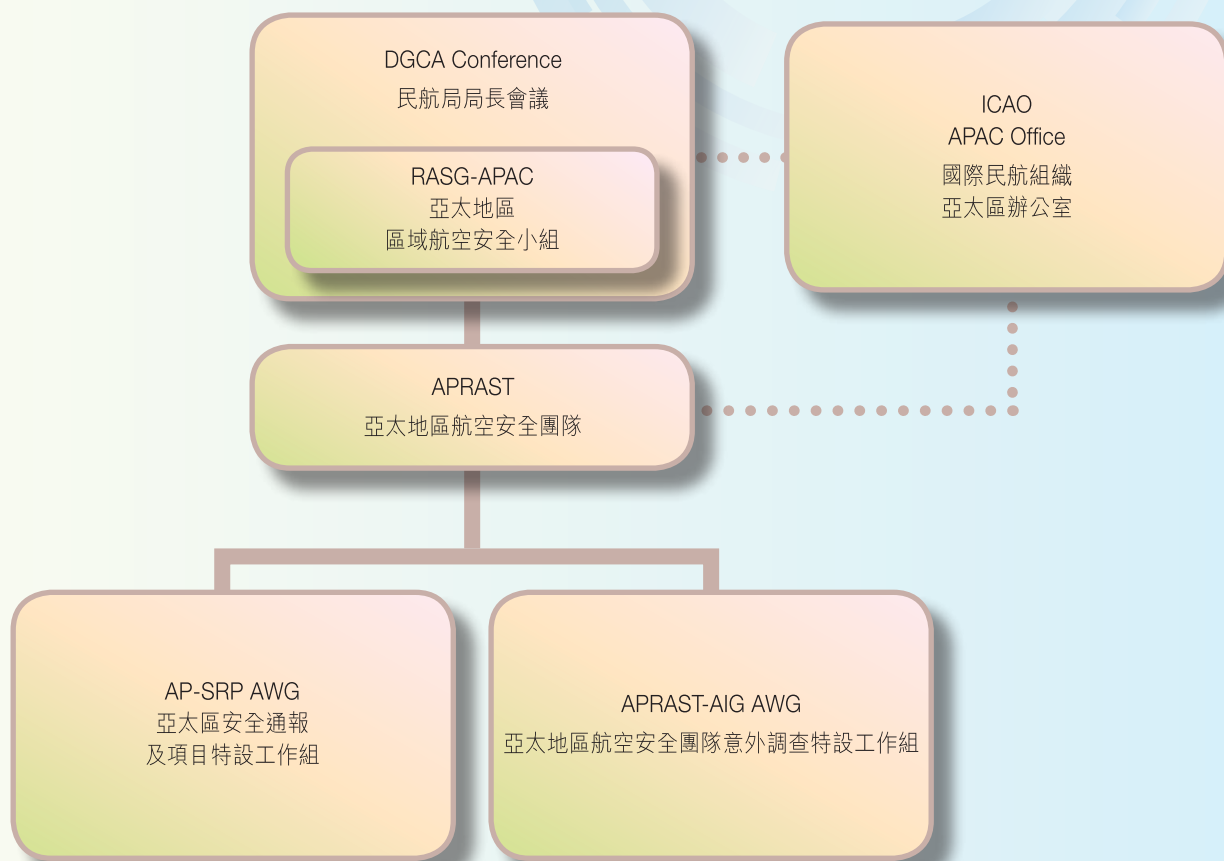 DGCA Conference
民航局局長會議
RASG-APAC
亞太地區
區域航空安全小組
ICAO
APAC Office
國際民航組織
亞太區辦公室
APRAST
亞太地區航空安全團隊
AP-SRP AWG
亞太區安全通報
及項目特設工作組
APRAST-AIG AWG
亞太地區航空安全團隊意外調查特設工作組